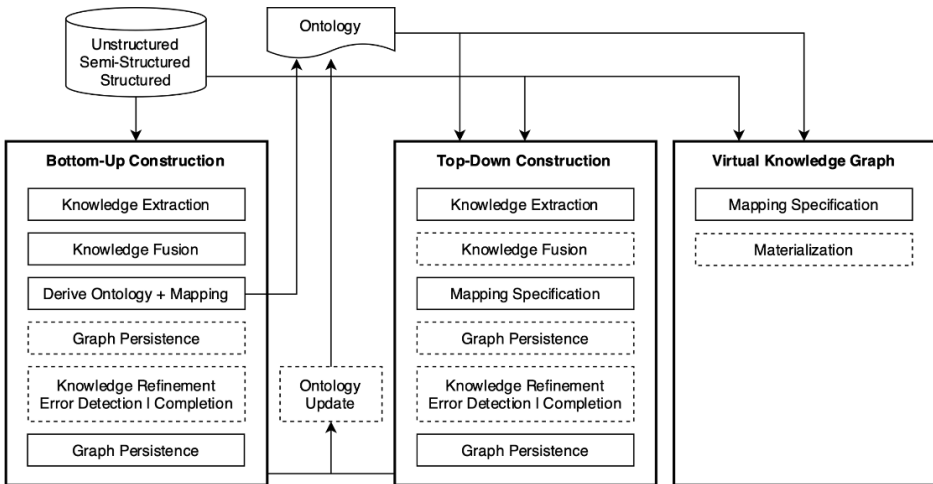 Unstructured
Semi-Structured
Structured
Ontology
Bottom-Up Construction
Knowledge Extraction
Knowledge Fusion
Derive Ontology + Mapping
Graph Persistence
Knowledge Refinement
Error Detection | Completion
Graph Persistence
Ontology
Update
Top-Down Construction
Knowledge Extraction
Knowledge Fusion
Mapping Specification
Graph Persistence
Knowledge Refinement
Error Detection | Completion
Graph Persistence
Virtual Knowledge Graph
Mapping Specification
Materialization